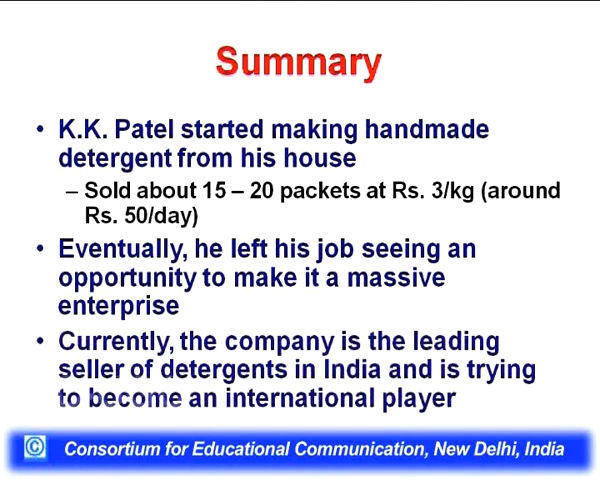 Summary
• K.K. Patel started making handmade
detergent from his house
– Sold about 15 – 20 packets at Rs. 3/kg (around
Rs. 50/day)
• Eventually, he left his job seeing an
opportunity to make it a massive
enterprise
• Currently, the company is the leading
seller of detergents in India and is trying
to become an international player
© Consortium for Educational Communication, New Delhi, India